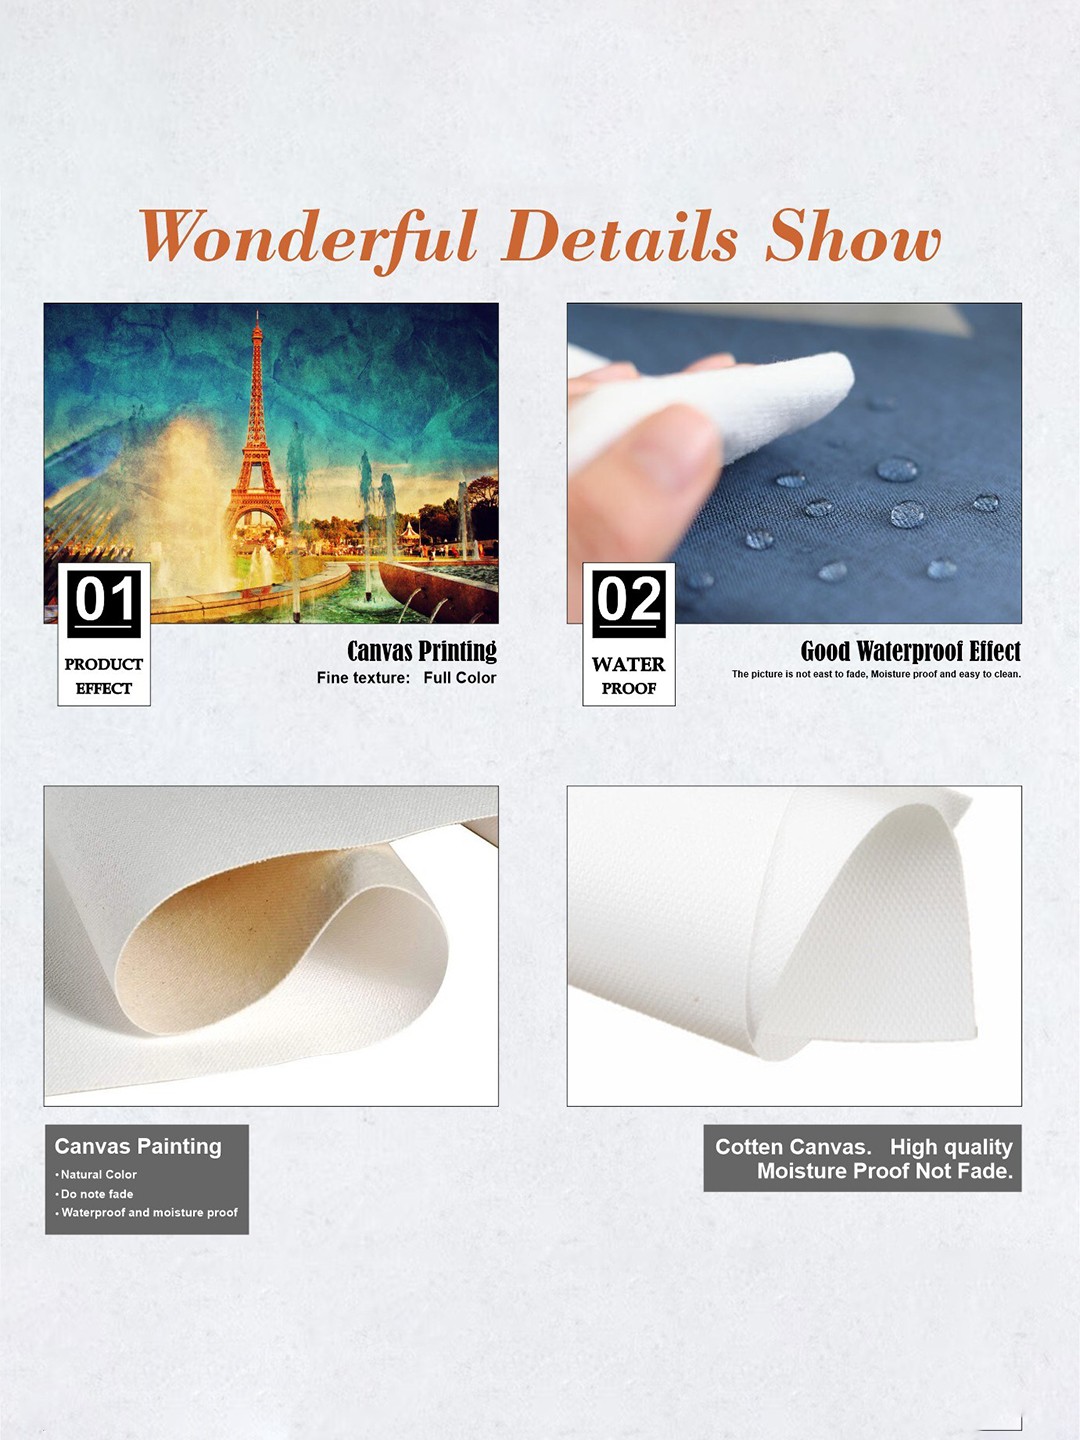 Wonderful Details Show
01
PRODUCT
EFFECT
Canvas Printing
Fine texture: Full Color
02
WATER
PROOF
Good Waterproof Effect
The picture is not east to fade, Moisture proof and easy to clean.
Canvas Painting
• Natural Color
• Do note fade
• Waterproof and moisture proof
Cotten Canvas. High quality
Moisture Proof Not Fade.